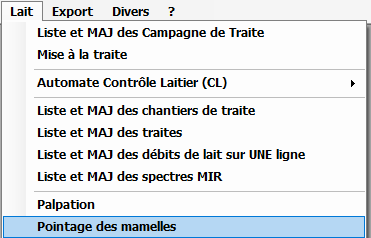 Lait Export Divers ?
Liste et MAJ des Campagne de Traite
Mise à la traite
Automate Contrôle Laitier (CL)
Liste et MAJ des chantiers de traite
Liste et MAJ des traites
Liste et MAJ des débits de lait sur UNE ligne
Liste et MAJ des spectres MIR
Palpation
Pointage des mamelles